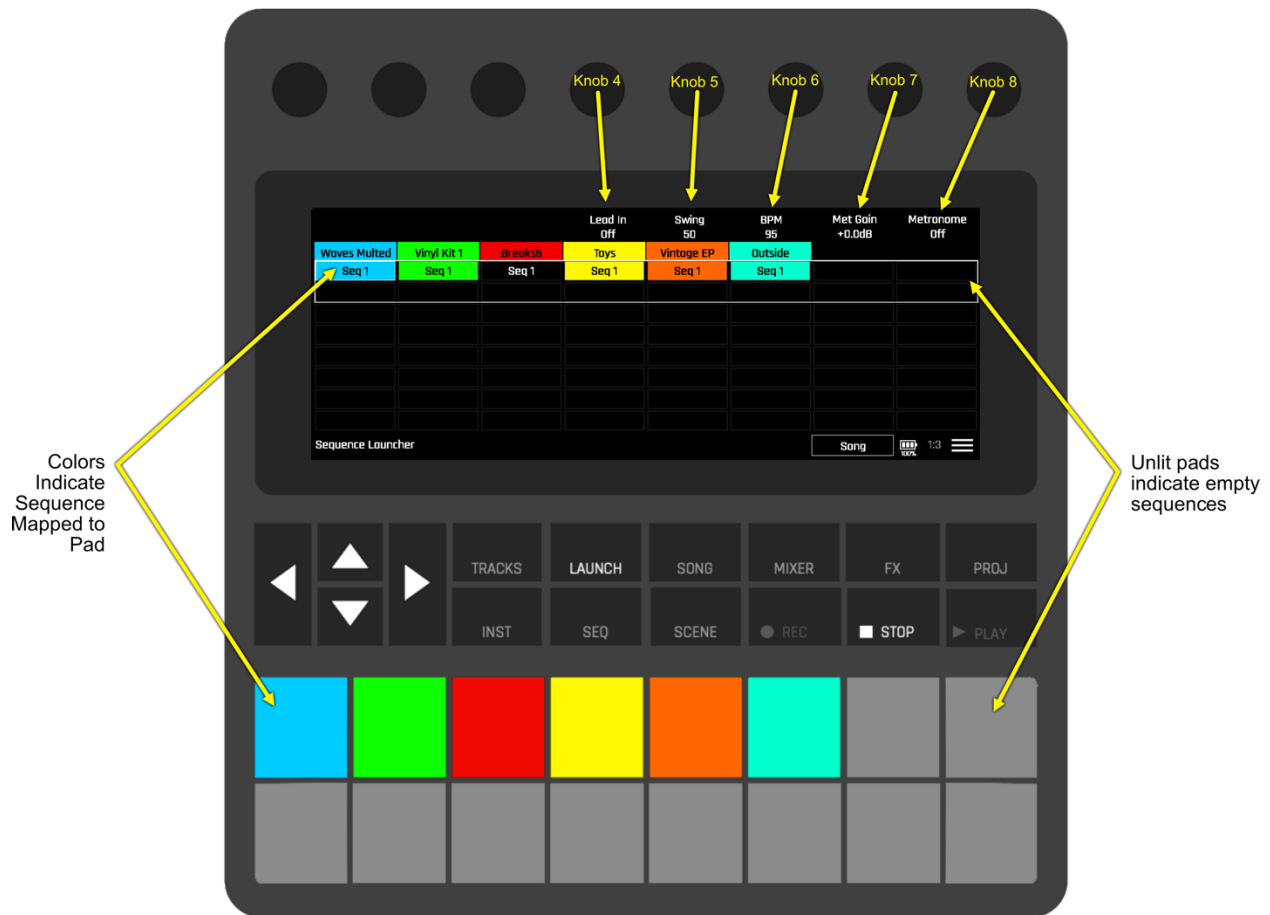 Knob 4 Knob 5 Knob 6 Knob 7 Knob 8
Lead In Swing BPM Met Gain Metronome
Off 50 95 +0.0dB Off
Waves Multed Vinyl Kit 1 Breaks5 Toys Vintage EP Outside
Seq 1 Seq 1 Seq 1 Seq 1 Seq 1 Seq 1
Sequence Launcher Song 100% 1:3
Colors
Indicate
Sequence
Mapped to
Pad
Unlit pads
indicate empty
sequences
TRACKS LAUNCH SONG MIXER FX PROJ
INST SEQ SCENE REC STOP PLAY